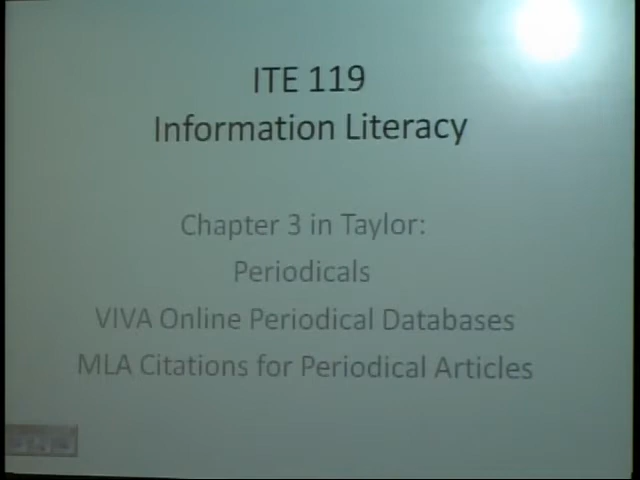 ITE 119
Information Literacy
Chapter 3 in Taylor:
Periodicals
VIVA Online Periodical Databases
MLA Citations for Periodical Articles